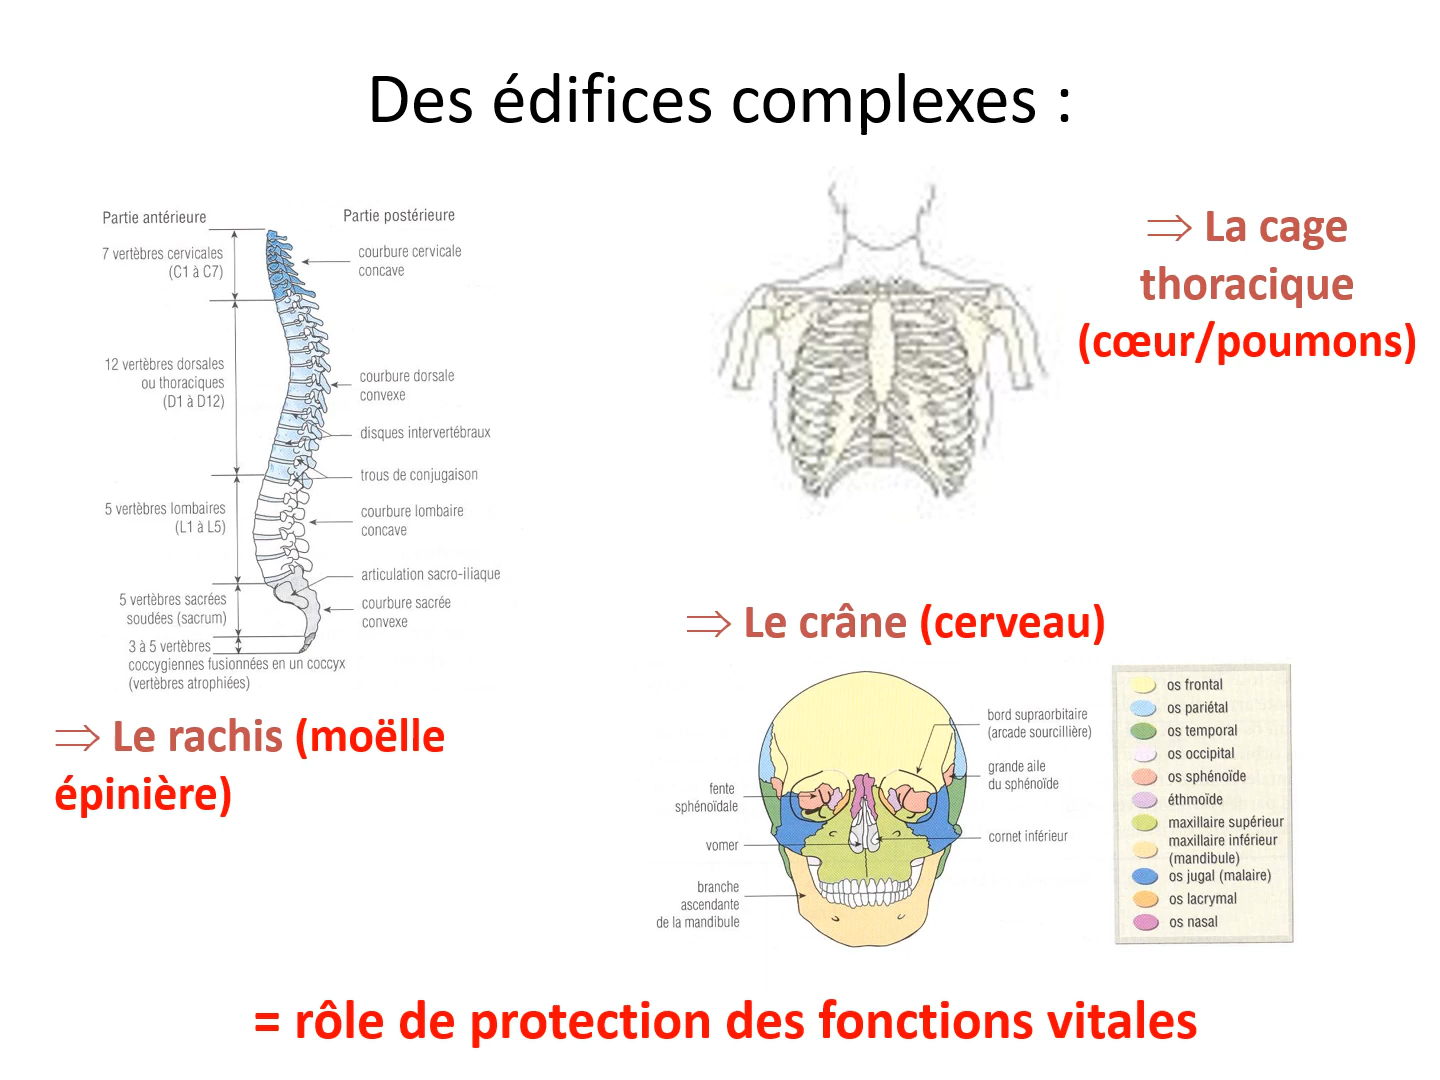 Des édifices complexes :
Partie antérieure
Partie postérieure
7 vertèbres cervicales
(C1 à C7)
courbure cervicale
concave
12 vertèbres dorsales
ou thoraciques
(D1 à D12)
courbure dorsale
convexe
disques intervertébraux
trous de conjugaison
5 vertèbres lombaires
(L1 à L5)
courbure lombaire
concave
articulation sacro-iliaque
5 vertèbres sacrées
soudées (sacrum)
courbure sacrée
convexe
3 à 5 vertèbres
coccygiennes fusionnées en un coccyx
(vertèbres atrophiées)
⇒ Le rachis (moëlle
épinière)
⇒ La cage
thoracique
(cœur/poumons)
⇒ Le crâne (cerveau)
bord supraorbitaire
(arcade sourcillière)
grande aile
du sphénoïde
fente
sphénoïdale
vomer
cornet inférieur
branche
ascendante
de la mandibule
os frontal
os pariétal
os temporal
os occipital
os sphénoïde
éthmoïde
maxillaire supérieur
maxillaire inférieur
(mandibule)
os jugal (malaire)
os lacrymal
os nasal
= rôle de protection des fonctions vitales